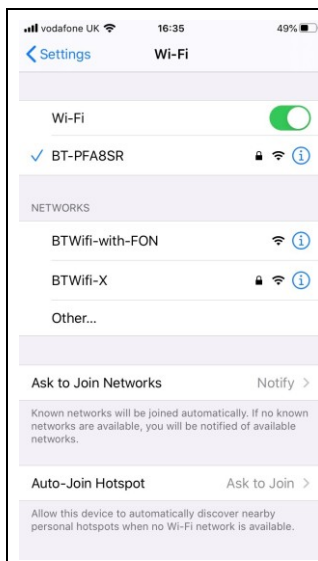 vodafone UK 16:35 49%
Settings Wi-Fi
Wi-Fi
BT-PFA8SR
NETWORKS
BTWifi-with-FON
BTWifi-X
Other...
Ask to Join Networks Notify
Known networks will be joined automatically. If no known
networks are available, you will be notified of available
networks.
Auto-Join Hotspot Ask to Join
Allow this device to automatically discover nearby
personal hotspots when no Wi-Fi network is available.